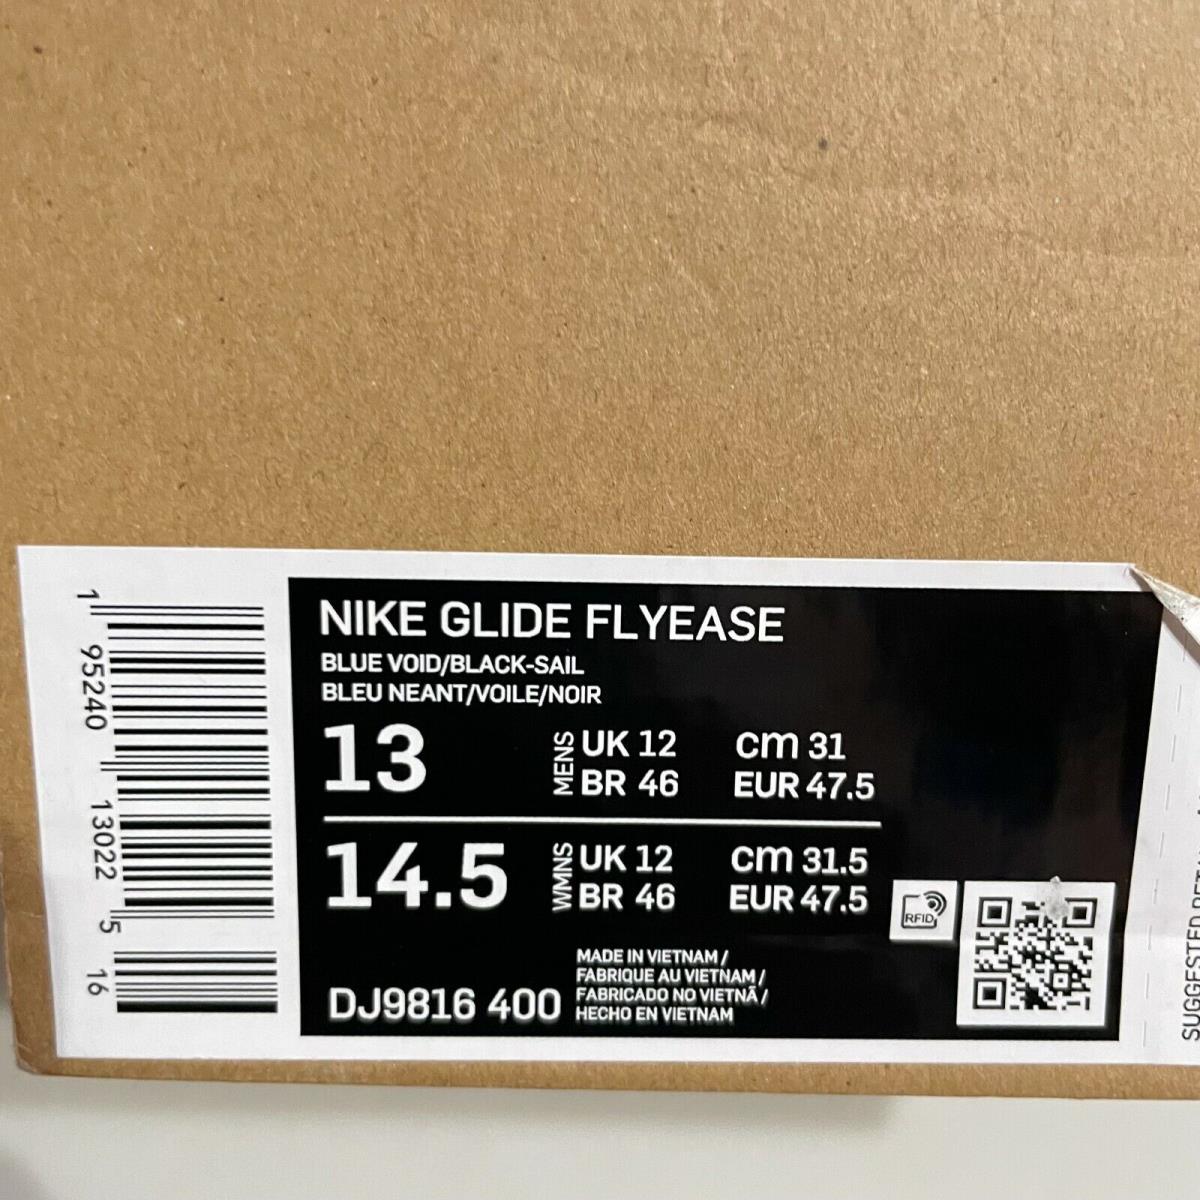 NIKE GLIDE FLYEASE
BLUE VOID/BLACK-SAIL
BLEU NEANT/VOILE/NOIR
13
MENS
UK 12
cm 31
BR 46
EUR 47.5
14.5
WMNS
UK 12
cm 31.5
BR 46
EUR 47.5
DJ9816 400
MADE IN VIETNAM /
FABRIQUE AU VIETNAM /
FABRICADO NO VIETNÃ /
HECHO EN VIETNAM
RFID
1 95240 13022 5 16
SUGGESTED